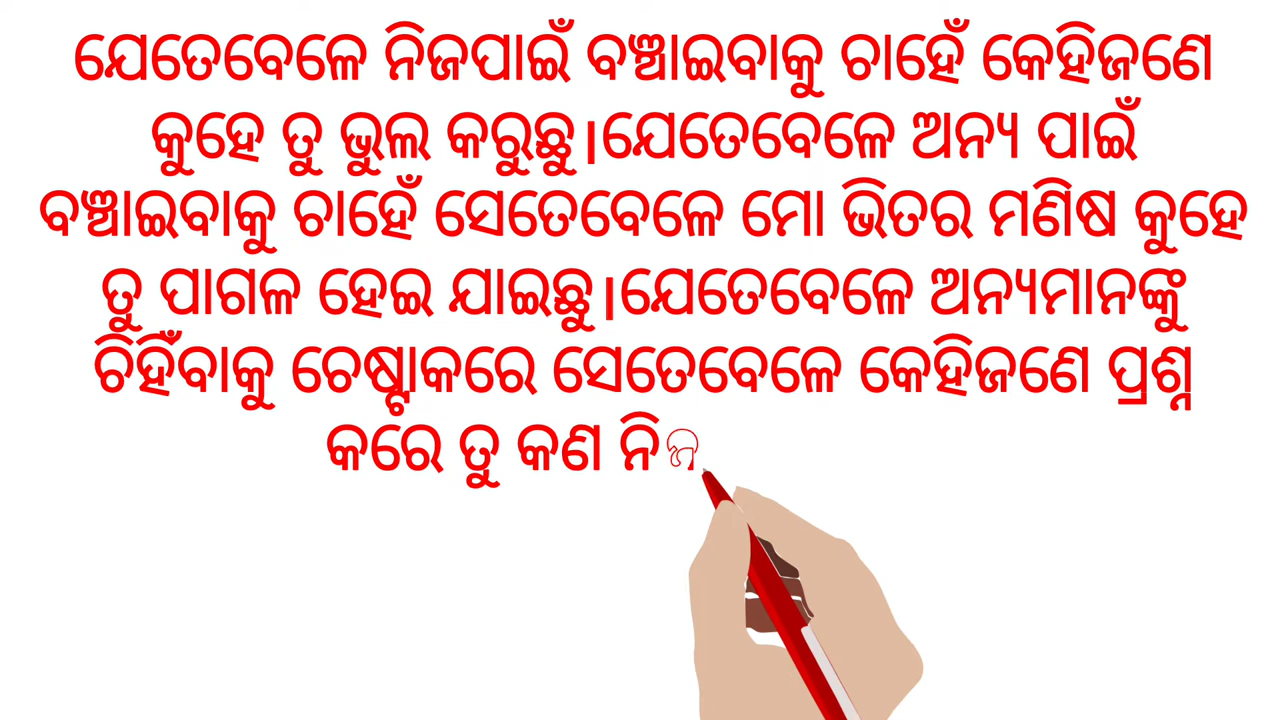 ଯେତେବେଳେ ନିଜପାଇଁ ବଞ୍ଚାଇବାକୁ ଚାହେଁ କେହିଜଣେ
କୁହେ ତୁ ଭୁଲ କରୁଛୁ।ଯେତେବେଳେ ଅନ୍ୟ ପାଇଁ
ବଞ୍ଚାଇବାକୁ ଚାହେଁ ସେତେବେଳେ ମୋ ଭିତର ମଣିଷ କୁହେ
ତୁ ପାଗଳ ହେଇ ଯାଇଛୁ।ଯେତେବେଳେ ଅନ୍ୟମାନଙ୍କୁ
ଚିହିଁବାକୁ ଚେଷ୍ଟାକରେ ସେତେବେଳେ କେହିଜଣେ ପ୍ରଶ୍ନ
କରେ ତୁ କଣ